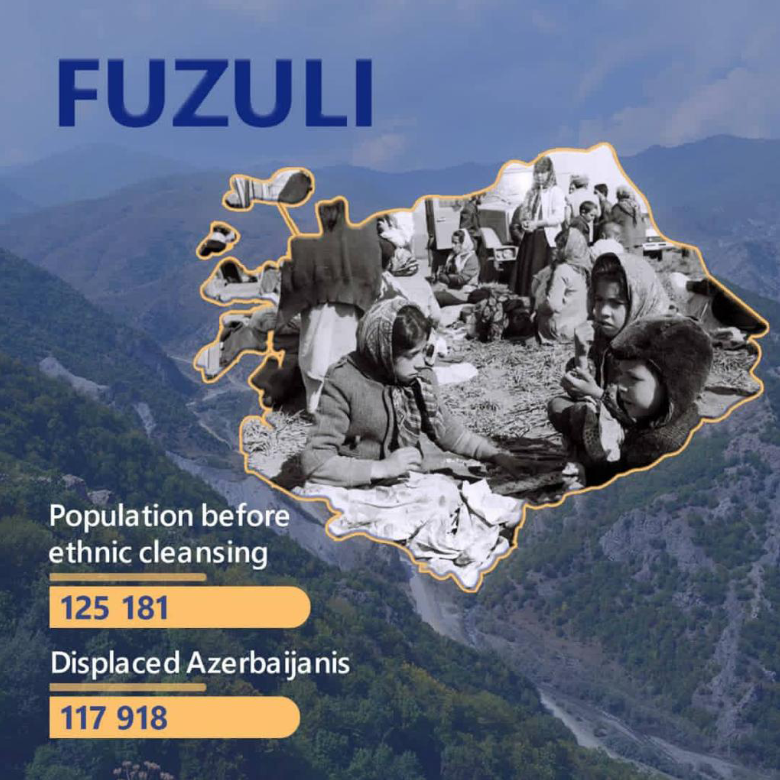 FUZULI
Population before
ethnic cleansing
125 181
Displaced Azerbaijanis
117 918